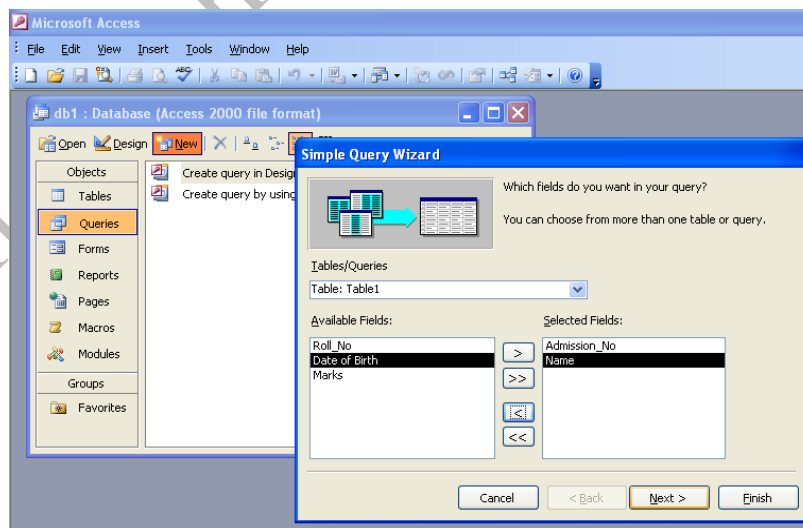 Microsoft Access
File Edit View Insert Tools Window Help
db1 : Database (Access 2000 file format)
Open Design New
Objects
Tables
Queries
Forms
Reports
Pages
Macros
Modules
Groups
Favorites
Create query in Desig
Create query by using
Simple Query Wizard
Which fields do you want in your query?
You can choose from more than one table or query.
Tables/Queries
Table: Table1
Available Fields:
Roll_No
Date of Birth
Marks
>
>>
<
<<
Selected Fields:
Admission_No
Name
Cancel < Back Next > Finish